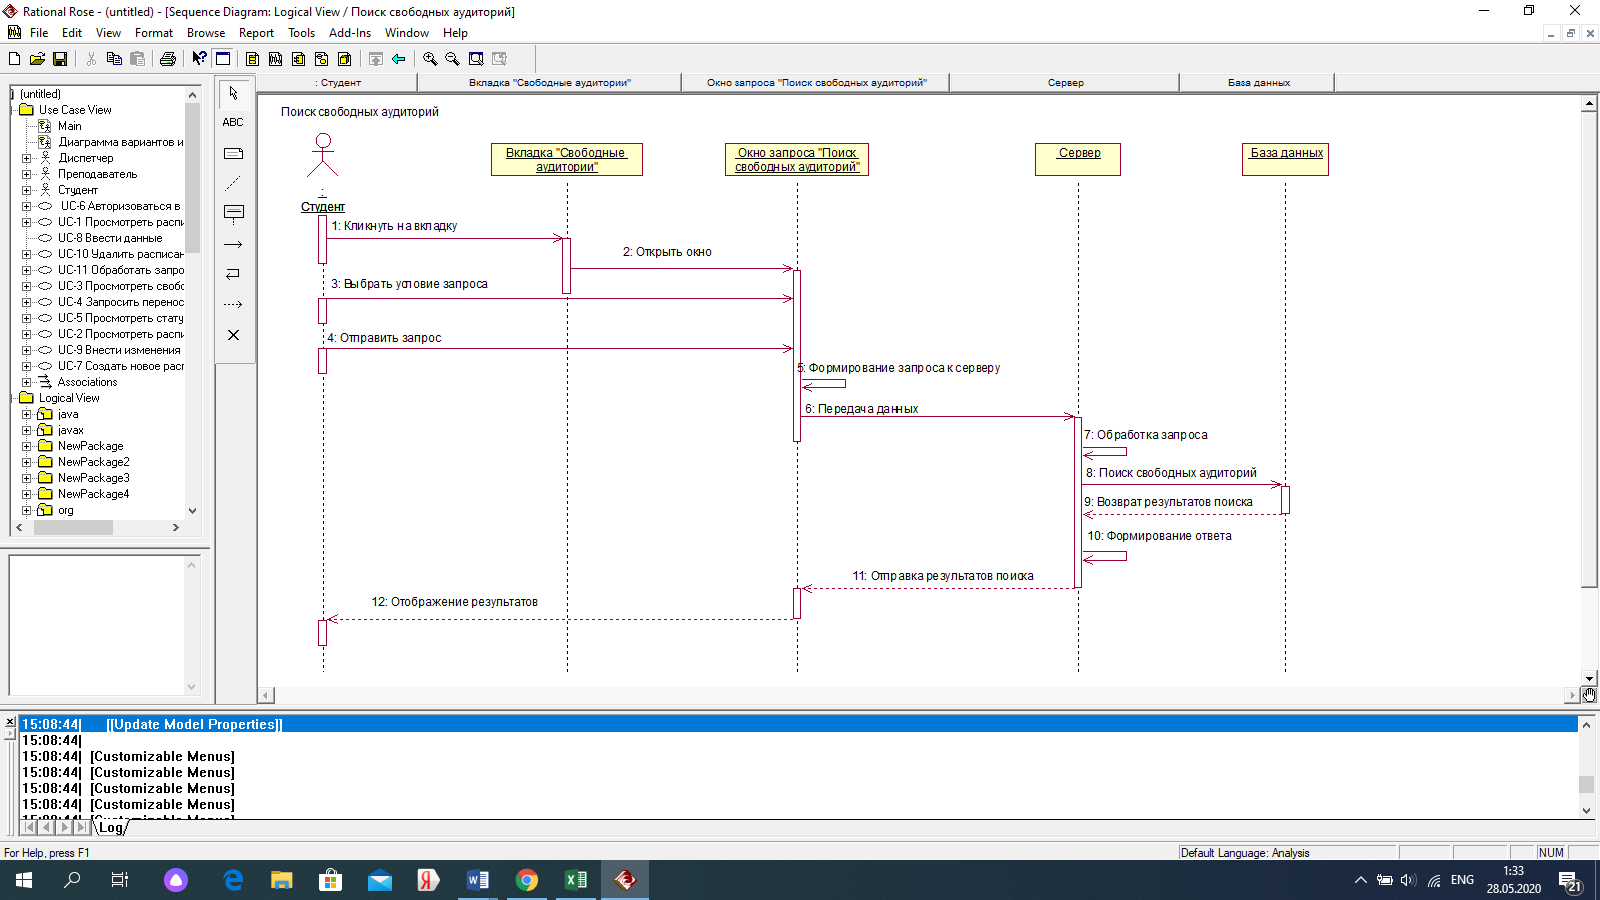 Rational Rose - (untitled) - [Sequence Diagram: Logical View / Поиск свободных аудиторий]
File Edit View Format Browse Report Tools Add-Ins Window Help
: Студент Вкладка "Свободные аудитории" Окно запроса "Поиск свободных аудиторий" Сервер База данных
(untitled)
Use Case View
Main
Диаграмма вариантов и
Диспетчер
Преподаватель
Студент
UC-6 Авторизоваться в
UC-1 Просмотреть распи
UC-8 Ввести данные
UC-10 Удалить расписан
UC-11 Обработать запро
UC-3 Просмотреть свобо
UC-4 Запросить перенос
UC-5 Просмотреть стату
UC-2 Просмотреть распи
UC-9 Внести изменения
UC-7 Создать новое расп
Associations
Logical View
java
javax
NewPackage
NewPackage2
NewPackage3
NewPackage4
org
ABC
Поиск свободных аудиторий
:
Студент
Вкладка "Свободные
аудитории"
Окно запроса "Поиск
свободных аудиторий"
Сервер
База данных
1: Кликнуть на вкладку
2: Открыть окно
3: Выбрать условие запроса
4: Отправить запрос
5: Формирование запроса к серверу
6: Передача данных
7: Обработка запроса
8: Поиск свободных аудиторий
9: Возврат результатов поиска
10: Формирование ответа
11: Отправка результатов поиска
12: Отображение результатов
15:08:44| [[Update Model Properties]]
15:08:44|
15:08:44| [Customizable Menus]
15:08:44| [Customizable Menus]
15:08:44| [Customizable Menus]
15:08:44| [Customizable Menus]
15:08:44| [Customizable Menus]
Log
For Help, press F1
Default Language: Analysis
NUM
ENG
1:33
28.05.2020
21